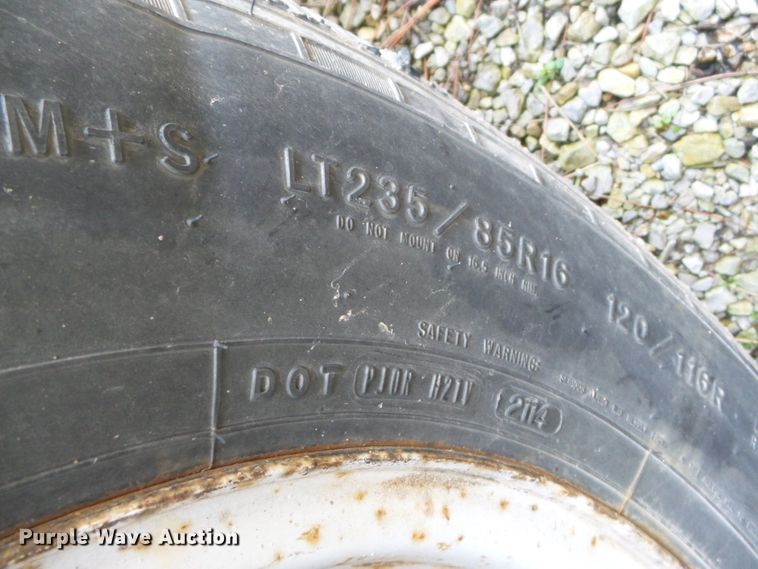 M+S
LT235/85R16
DO NOT MOUNT ON 16.5 INCH RIM.
120/116R
SAFETY WARNING:
DOT H21V 2114
Purple Wave Auction